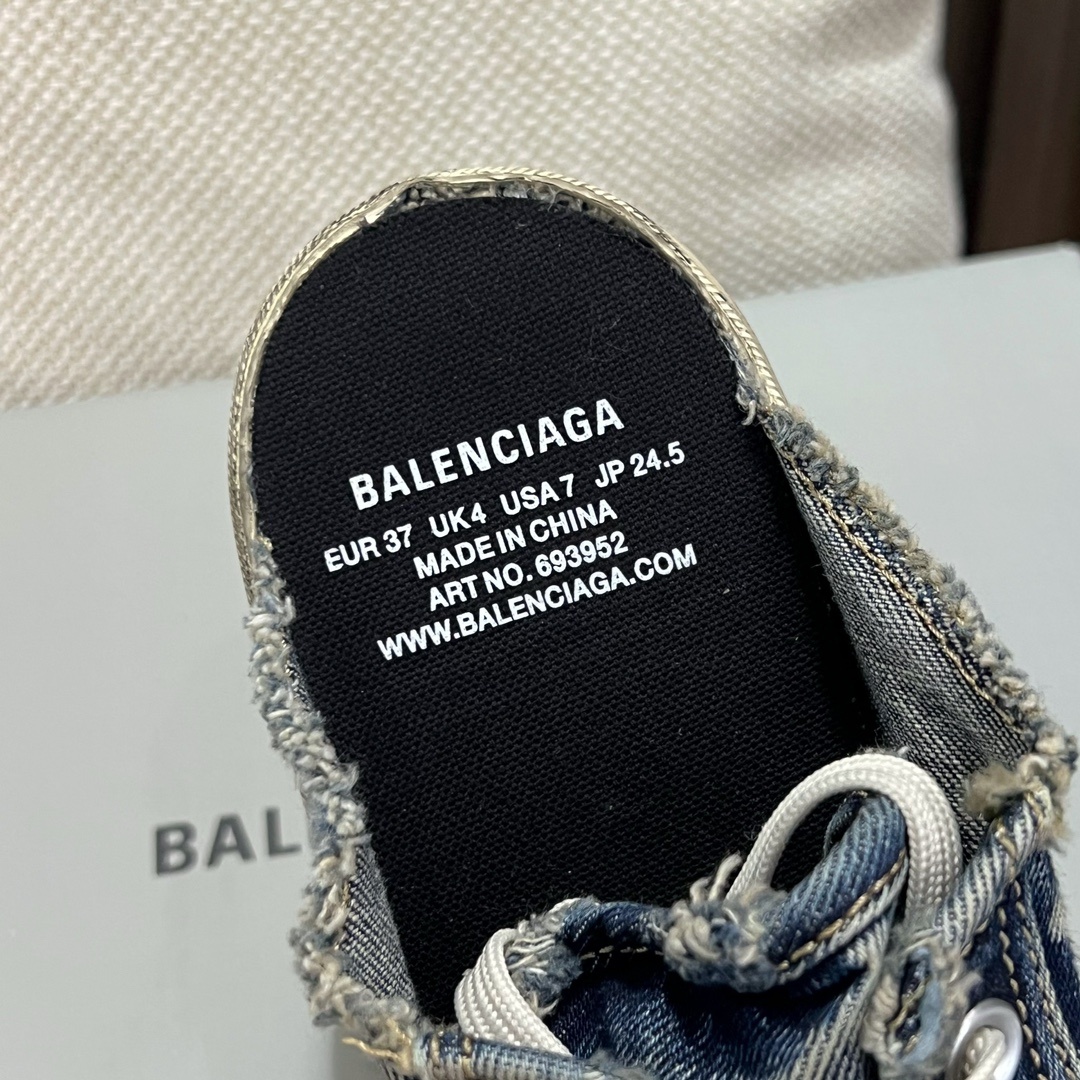 BALENCIAGA
EUR 37 UK4 USA7 JP 24.5
MADE IN CHINA
ART NO. 693952
WWW.BALENCIAGA.COM
BAL